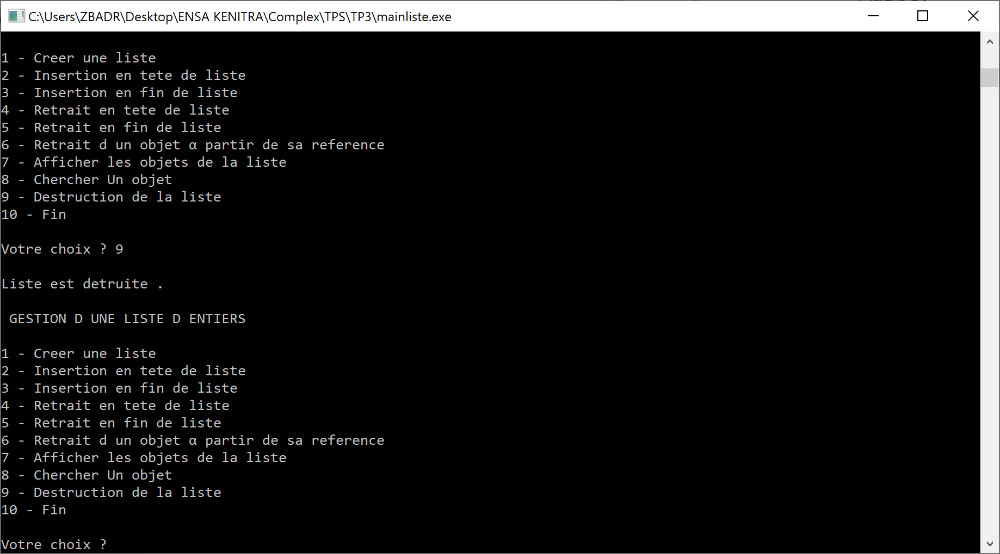 C:\Users\ZBADR\Desktop\ENSA KENITRA\Complex\TPS\TP3\mainliste.exe
1 - Creer une liste
2 - Insertion en tete de liste
3 - Insertion en fin de liste
4 - Retrait en tete de liste
5 - Retrait en fin de liste
6 - Retrait d un objet α partir de sa reference
7 - Afficher les objets de la liste
8 - Chercher Un objet
9 - Destruction de la liste
10 - Fin
Votre choix ? 9
Liste est detruite .
GESTION D UNE LISTE D ENTIERS
1 - Creer une liste
2 - Insertion en tete de liste
3 - Insertion en fin de liste
4 - Retrait en tete de liste
5 - Retrait en fin de liste
6 - Retrait d un objet α partir de sa reference
7 - Afficher les objets de la liste
8 - Chercher Un objet
9 - Destruction de la liste
10 - Fin
Votre choix ?